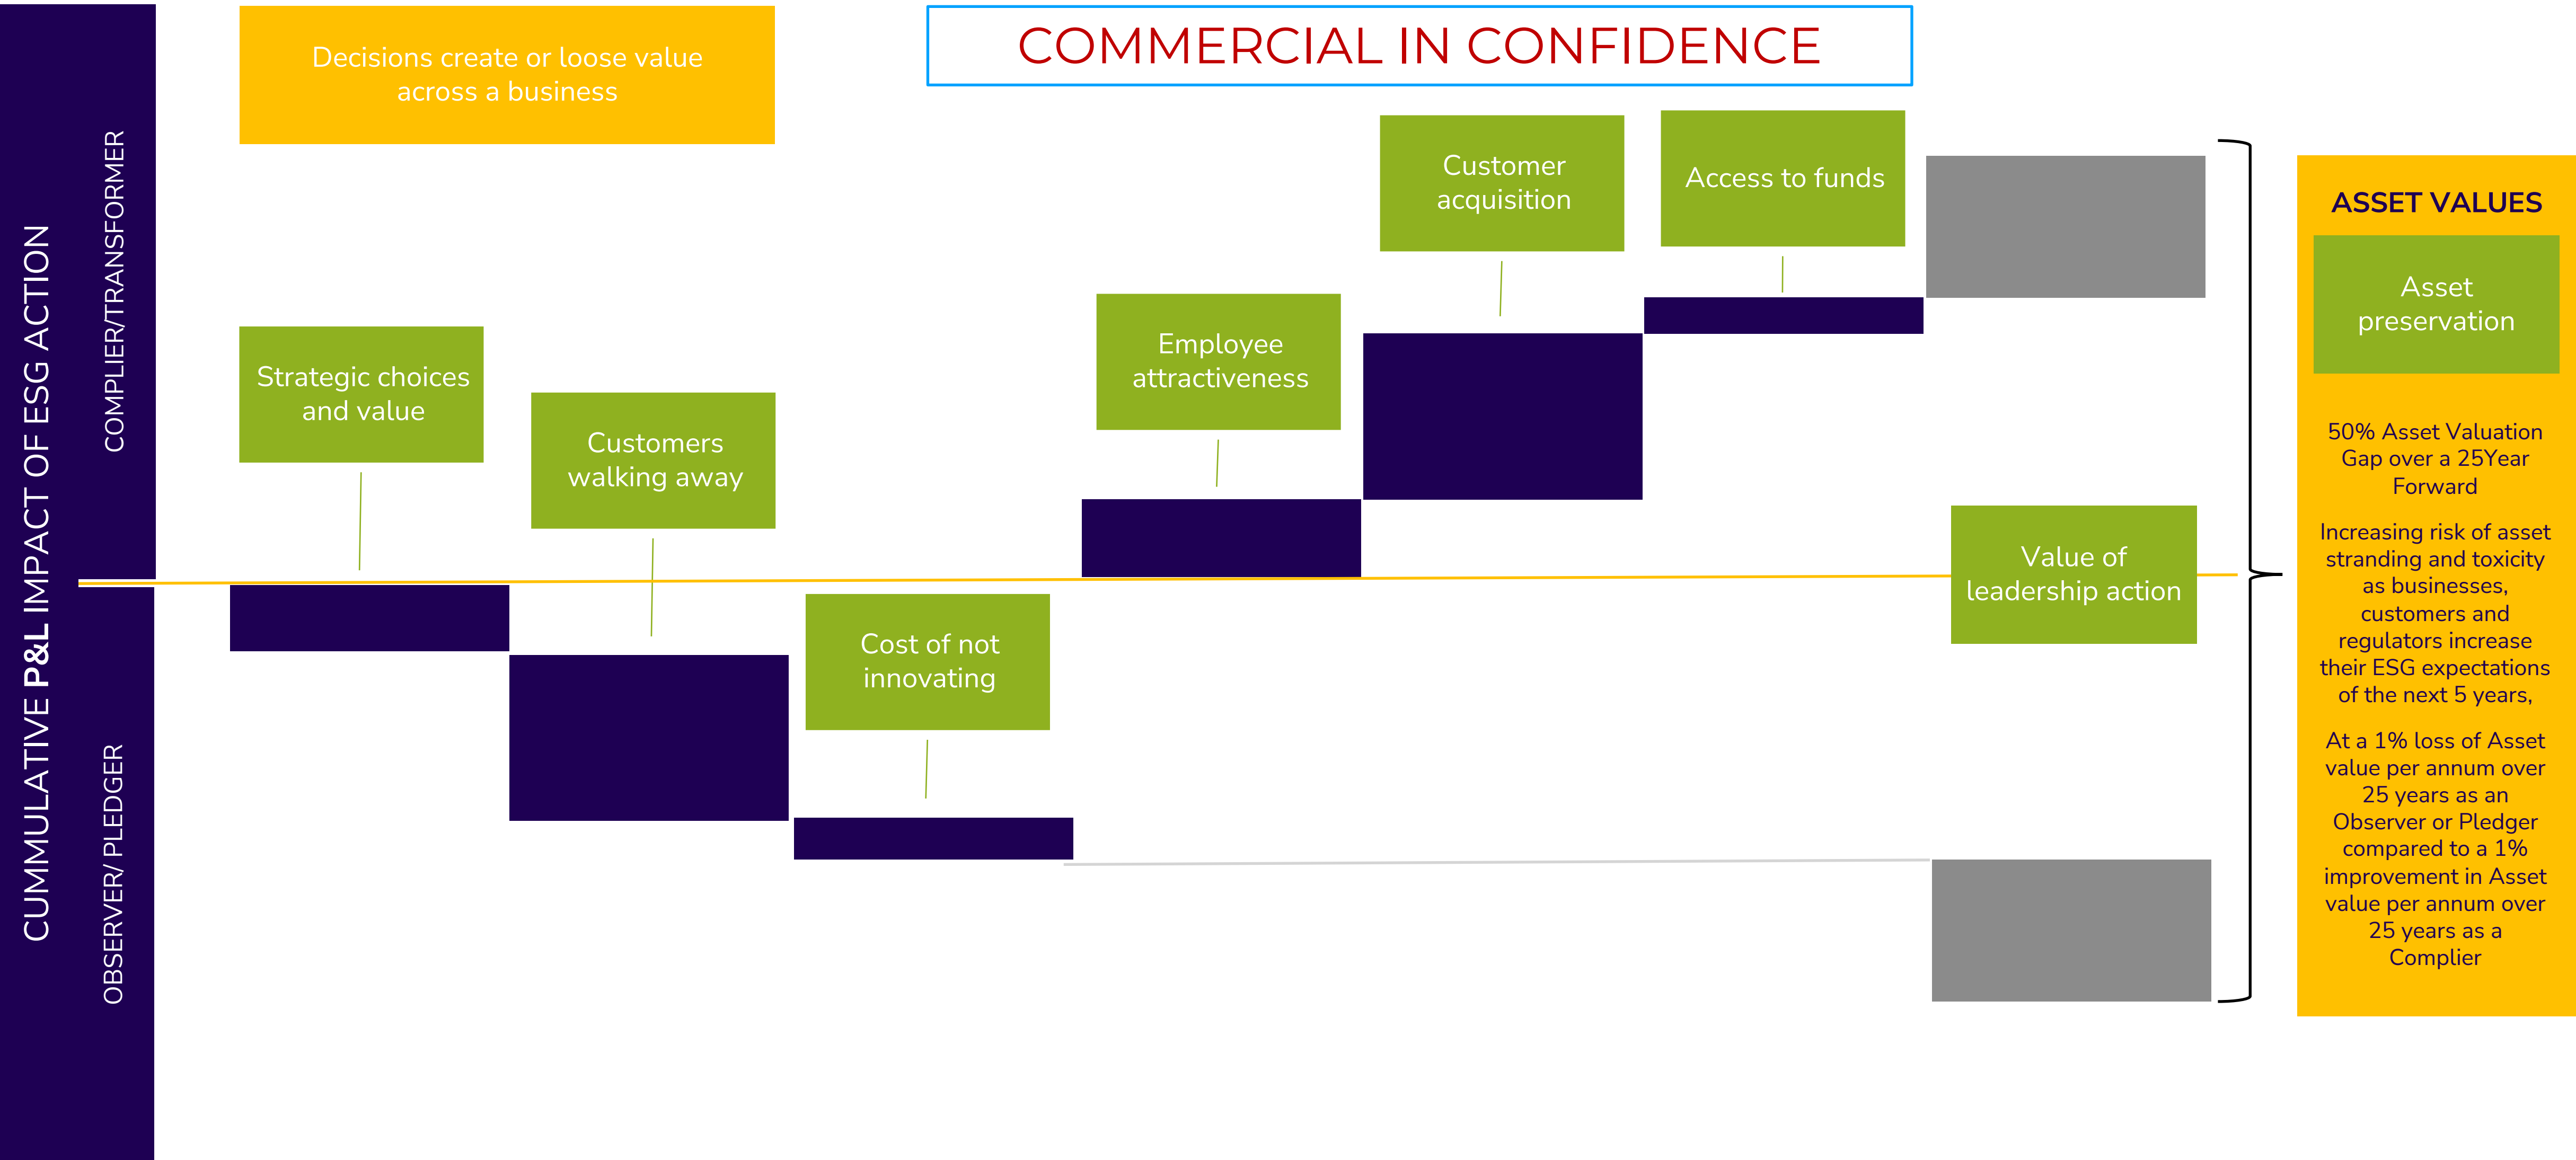 CUMMULATIVE P&L IMPACT OF ESG ACTION
COMPLIER/TRANSFORMER
OBSERVER/ PLEDGER
Decisions create or loose value
across a business
COMMERCIAL IN CONFIDENCE
Strategic choices
and value
Customers
walking away
Cost of not
innovating
Employee
attractiveness
Customer
acquisition
Access to funds
Value of
leadership action
ASSET VALUES
Asset
preservation
50% Asset Valuation
Gap over a 25Year
Forward
Increasing risk of asset
stranding and toxicity
as businesses,
customers and
regulators increase
their ESG expectations
of the next 5 years,
At a 1% loss of Asset
value per annum over
25 years as an
Observer or Pledger
compared to a 1%
improvement in Asset
value per annum over
25 years as a
Complier